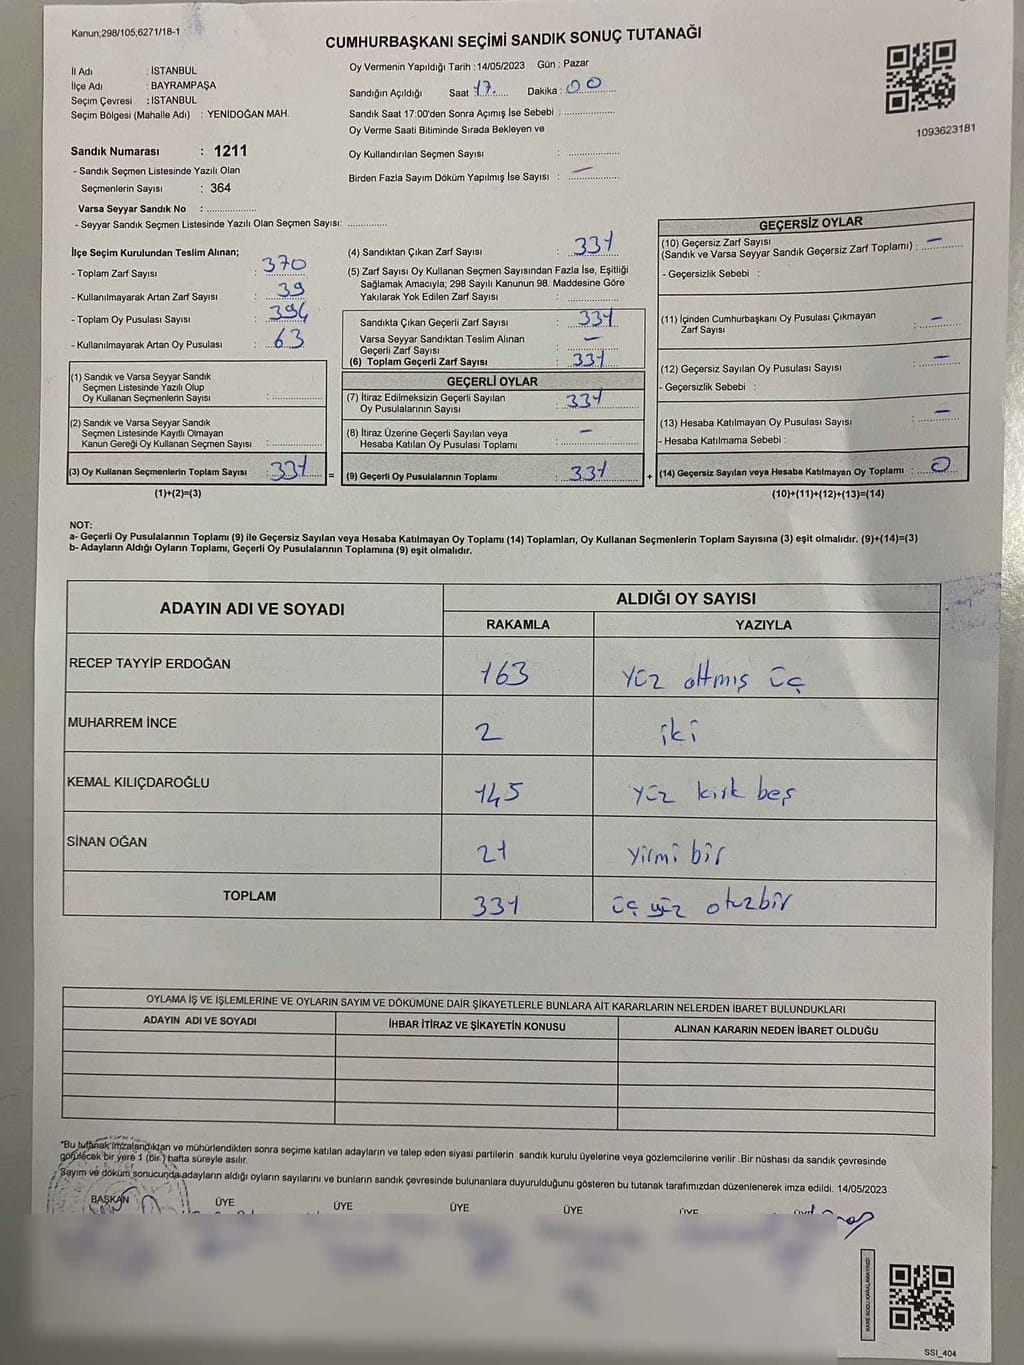 Kanun;298/105;6271/18-1
CUMHURBAŞKANI SEÇİMİ SANDIK SONUÇ TUTANAĞI
İl Adı : İSTANBUL
İlçe Adı : BAYRAMPAŞA
Seçim Çevresi : İSTANBUL
Seçim Bölgesi (Mahalle Adı) : YENİDOĞAN MAH.
Sandık Numarası : 1211
- Sandık Seçmen Listesinde Yazılı Olan
Seçmenlerin Sayısı : 364
Varsa Seyyar Sandık No : ..................
- Seyyar Sandık Seçmen Listesinde Yazılı Olan Seçmen Sayısı: ..............
Oy Vermenin Yapıldığı Tarih :14/05/2023 Gün : Pazar
Sandığın Açıldığı Saat 17. Dakika: 00
Sandık Saat 17:00'den Sonra Açımış İse Sebebi : ..................
Oy Verme Saati Bitiminde Sırada Bekleyen ve
Oy Kullandırılan Seçmen Sayısı : ..................
Birden Fazla Sayım Döküm Yapılmış İse Sayısı : —
1093623181
İlçe Seçim Kurulundan Teslim Alınan;
- Toplam Zarf Sayısı : 370
- Kullanılmayarak Artan Zarf Sayısı : 39
- Toplam Oy Pusulası Sayısı : 394
- Kullanılmayarak Artan Oy Pusulası : 63
(1) Sandık ve Varsa Seyyar Sandık
Seçmen Listesinde Yazılı Olup
Oy Kullanan Seçmenlerin Sayısı : ..................
(2) Sandık ve Varsa Seyyar Sandık
Seçmen Listesinde Kayıtlı Olmayan
Kanun Gereği Oy Kullanan Seçmen Sayısı : ..................
(3) Oy Kullanan Seçmenlerin Toplam Sayısı : 331
(1)+(2)=(3)
=
(4) Sandıktan Çıkan Zarf Sayısı : 331
(5) Zarf Sayısı Oy Kullanan Seçmen Sayısından Fazla İse, Eşitliği
Sağlamak Amacıyla; 298 Sayılı Kanunun 98. Maddesine Göre
Yakılarak Yok Edilen Zarf Sayısı : ..................
Sandıkta Çıkan Geçerli Zarf Sayısı : 331
Varsa Seyyar Sandıktan Teslim Alınan
Geçerli Zarf Sayısı : —
(6) Toplam Geçerli Zarf Sayısı : 331
GEÇERLİ OYLAR
(7) İtiraz Edilmeksizin Geçerli Sayılan
Oy Pusulalarının Sayısı : 331
(8) İtiraz Üzerine Geçerli Sayılan veya
Hesaba Katılan Oy Pusulası Toplamı : —
(9) Geçerli Oy Pusulalarının Toplamı : 331
+
GEÇERSİZ OYLAR
(10) Geçersiz Zarf Sayısı
(Sandık ve Varsa Seyyar Sandık Geçersiz Zarf Toplamı) : —
- Geçersizlik Sebebi :
(11) İçinden Cumhurbaşkanı Oy Pusulası Çıkmayan
Zarf Sayısı : —
(12) Geçersiz Sayılan Oy Pusulası Sayısı : —
- Geçersizlik Sebebi :
(13) Hesaba Katılmayan Oy Pusulası Sayısı : —
- Hesaba Katılmama Sebebi :
(14) Geçersiz Sayılan veya Hesaba Katılmayan Oy Toplamı : 0
(10)+(11)+(12)+(13)=(14)
NOT:
a- Geçerli Oy Pusulalarının Toplamı (9) ile Geçersiz Sayılan veya Hesaba Katılmayan Oy Toplamı (14) Toplamları, Oy Kullanan Seçmenlerin Toplam Sayısına (3) eşit olmalıdır. (9)+(14)=(3)
b- Adayların Aldığı Oyların Toplamı, Geçerli Oy Pusulalarının Toplamına (9) eşit olmalıdır.
ADAYIN ADI VE SOYADI ALDIĞI OY SAYISI
RAKAMLA YAZIYLA
RECEP TAYYİP ERDOĞAN 163 yüz altmış üç
MUHARREM İNCE 2 iki
KEMAL KILIÇDAROĞLU 145 yüz kırk beş
SİNAN OĞAN 21 yirmi bir
TOPLAM 331 üç yüz otuzbir
OYLAMA İŞ VE İŞLEMLERİNE VE OYLARIN SAYIM VE DÖKÜMÜNE DAİR ŞİKAYETLERLE BUNLARA AİT KARARLARIN NELERDEN İBARET BULUNDUKLARI
ADAYIN ADI VE SOYADI İHBAR İTİRAZ VE ŞİKAYETİN KONUSU ALINAN KARARIN NEDEN İBARET OLDUĞU
"Bu tutanak imzalandıktan ve mühürlendikten sonra seçime katılan adayların ve talep eden siyasi partilerin sandık kurulu üyelerine veya gözlemcilerine verilir .Bir nüshası da sandık çevresinde
görülecek bir yere 1 (bir ) hafta süreyle asılır.
Sayım ve döküm sonucunda adayların aldığı oyların sayılarını ve bunların sandık çevresinde bulunanlara duyurulduğunu gösteren bu tutanak tarafımızdan düzenlenerek imza edildi. 14/05/2023
BAŞKAN ÜYE ÜYE ÜYE ÜYE ÜYE ÜYE
KARE KODU KARALAMAYINIZ!
SSI_404